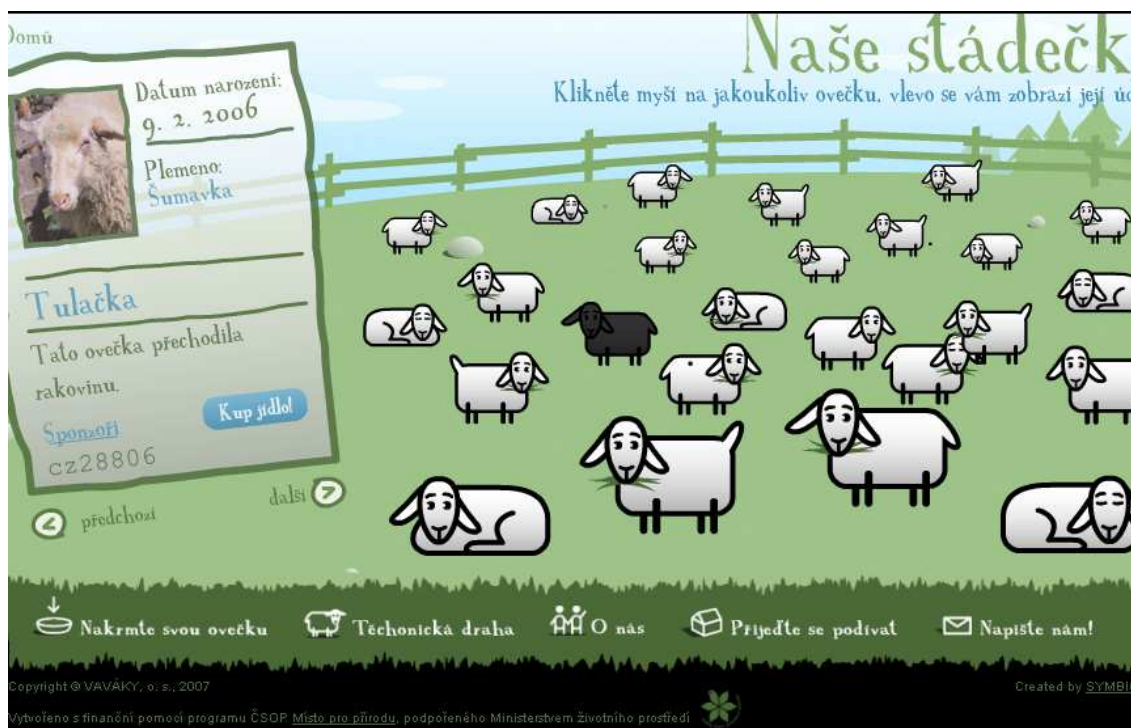 Domů
Naše stádečk
Klikněte myší na jakoukoliv ovečku, vlevo se vám zobrazí její úd
Datum narození:
9. 2. 2006
Plemeno:
Šumavka
Tulačka
Tato ovečka přechodila
rakovinu.
Kup jídlo!
Sponzoři
cz28806
další
předchozí
Nakrmte svou ovečku
Těchonická draha
O nás
Přijeďte se podívat
Napište nám!
Copyright © VAVÁKY, o. s., 2007
Created by SYMBI
Vytvořeno s finanční pomocí programu ČSOP Místo pro přírodu, podpořeného Ministerstvem životního prostředí